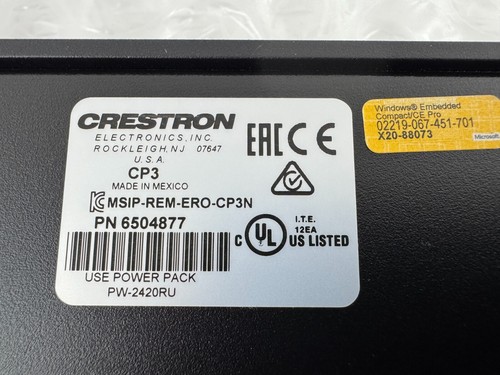 CRESTRON
ELECTRONICS, INC.
ROCKLEIGH, NJ 07647
U.S.A.
CP3
MADE IN MEXICO
MSIP-REM-ERO-CP3N
PN 6504877
USE POWER PACK
PW-2420RU
EAC CE
C UL US LISTED
I.T.E.
12EA
Windows® Embedded
Compact/CE Pro
02219-067-451-701
X20-88073
Microsoft